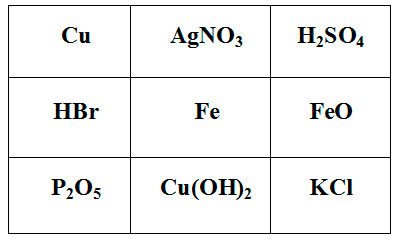 Cu AgNO₃ H₂SO₄
HBr Fe FeO
P₂O₅ Cu(OH)₂ KCl